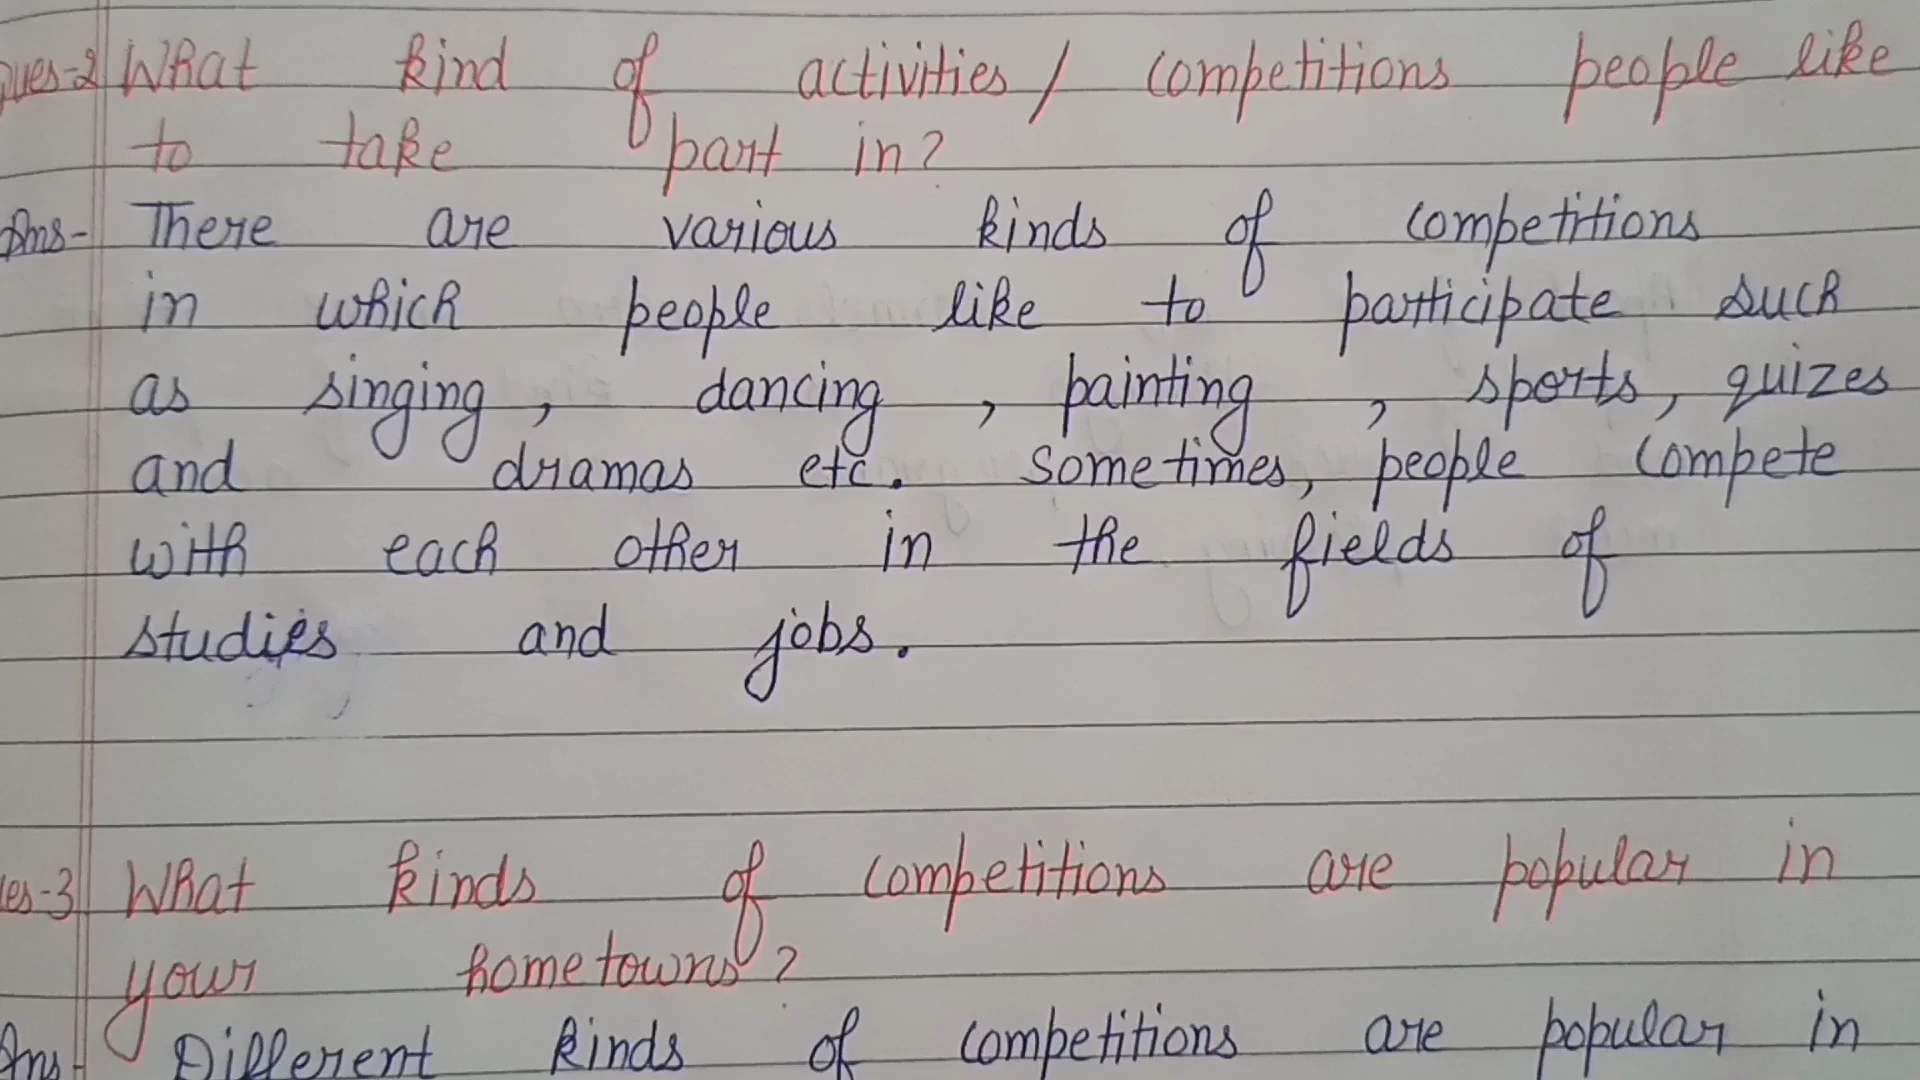 Ques-2 What kind of activities / competitions people like
to take part in?
Ans- There are various kinds of competitions
in which people like to participate such
as singing, dancing, painting, sports, quizes
and dramas etc. Sometimes, people compete
with each other in the fields of
studies and jobs.
es-3 What kinds of competitions are popular in
your hometowns?
Ans- Different kinds of competitions are popular in